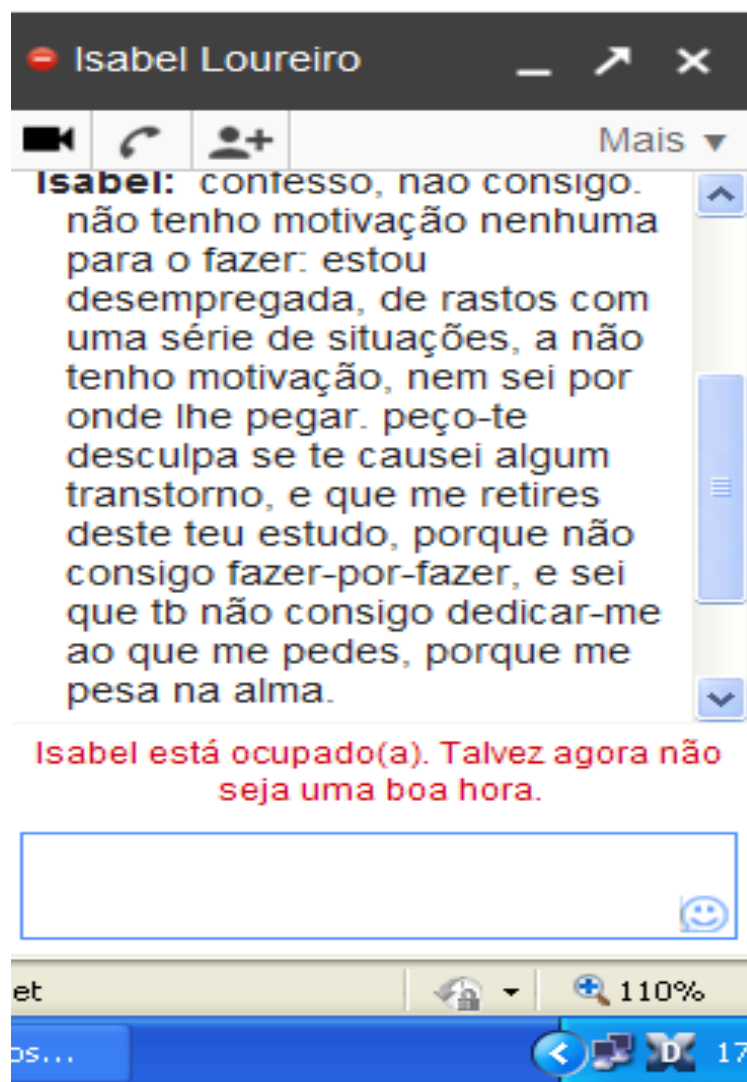 Isabel Loureiro
Mais
Isabel: confesso, não consigo.
não tenho motivação nenhuma
para o fazer: estou
desempregada, de rastos com
uma série de situações, a não
tenho motivação, nem sei por
onde lhe pegar. peço-te
desculpa se te causei algum
transtorno, e que me retires
deste teu estudo, porque não
consigo fazer-por-fazer, e sei
que tb não consigo dedicar-me
ao que me pedes, porque me
pesa na alma.
Isabel está ocupado(a). Talvez agora não
seja uma boa hora.
et
110%
os...
D
17